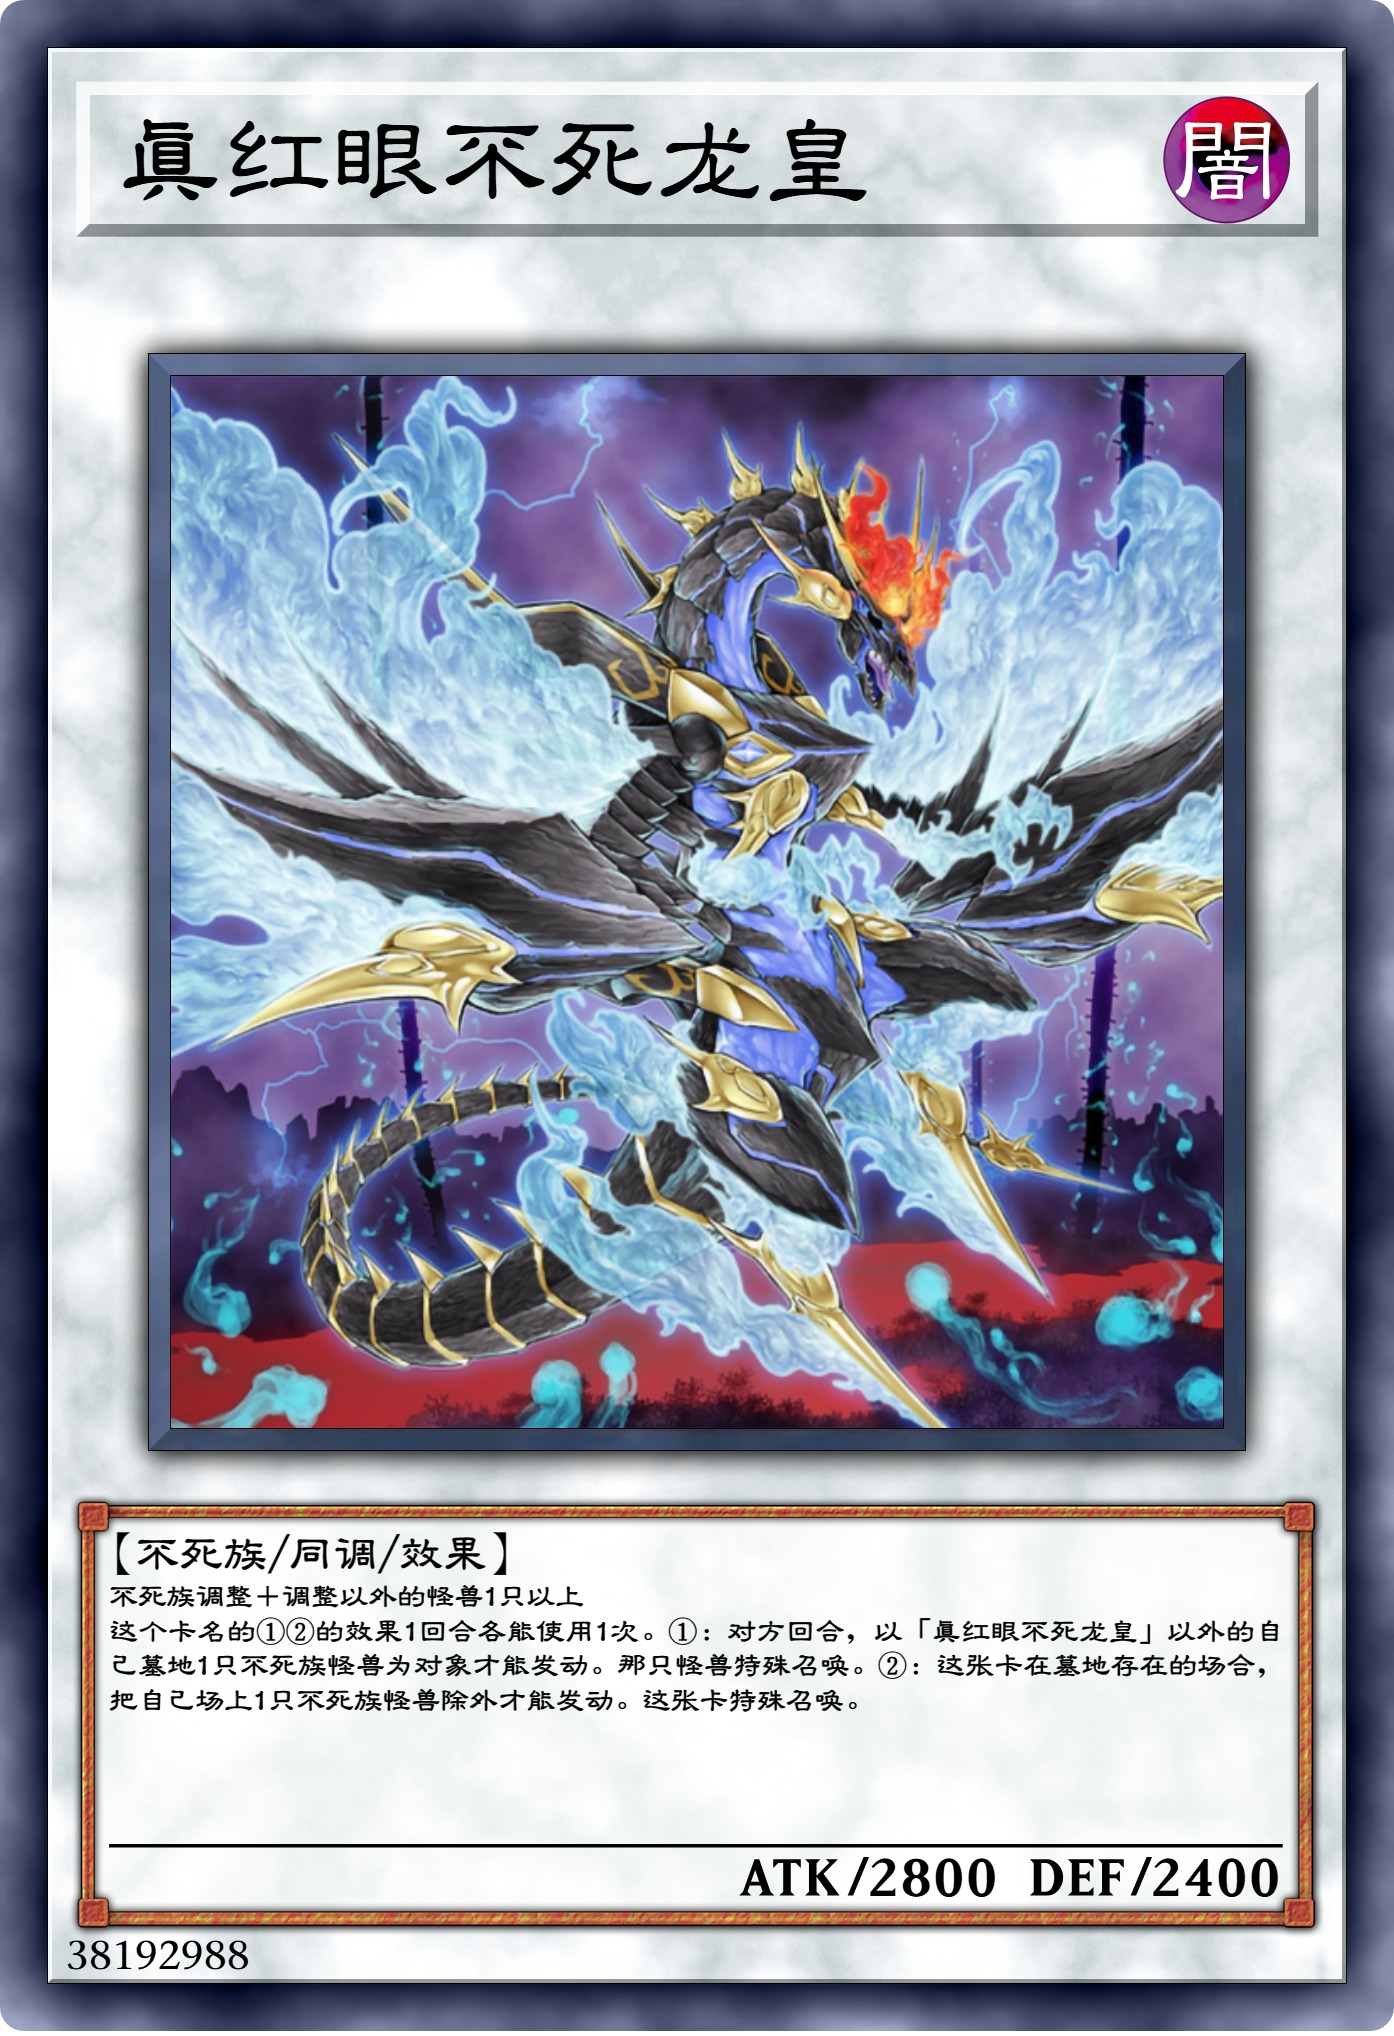 眞红眼不死龙皇
闇
【不死族/同调/效果】
不死族调整＋调整以外的怪兽1只以上
这个卡名的①②的效果1回合各能使用1次。①：对方回合，以「眞红眼不死龙皇」以外的自
己墓地1只不死族怪兽为对象才能发动。那只怪兽特殊召唤。②：这张卡在墓地存在的场合，
把自己场上1只不死族怪兽除外才能发动。这张卡特殊召唤。
ATK/2800 DEF/2400
38192988